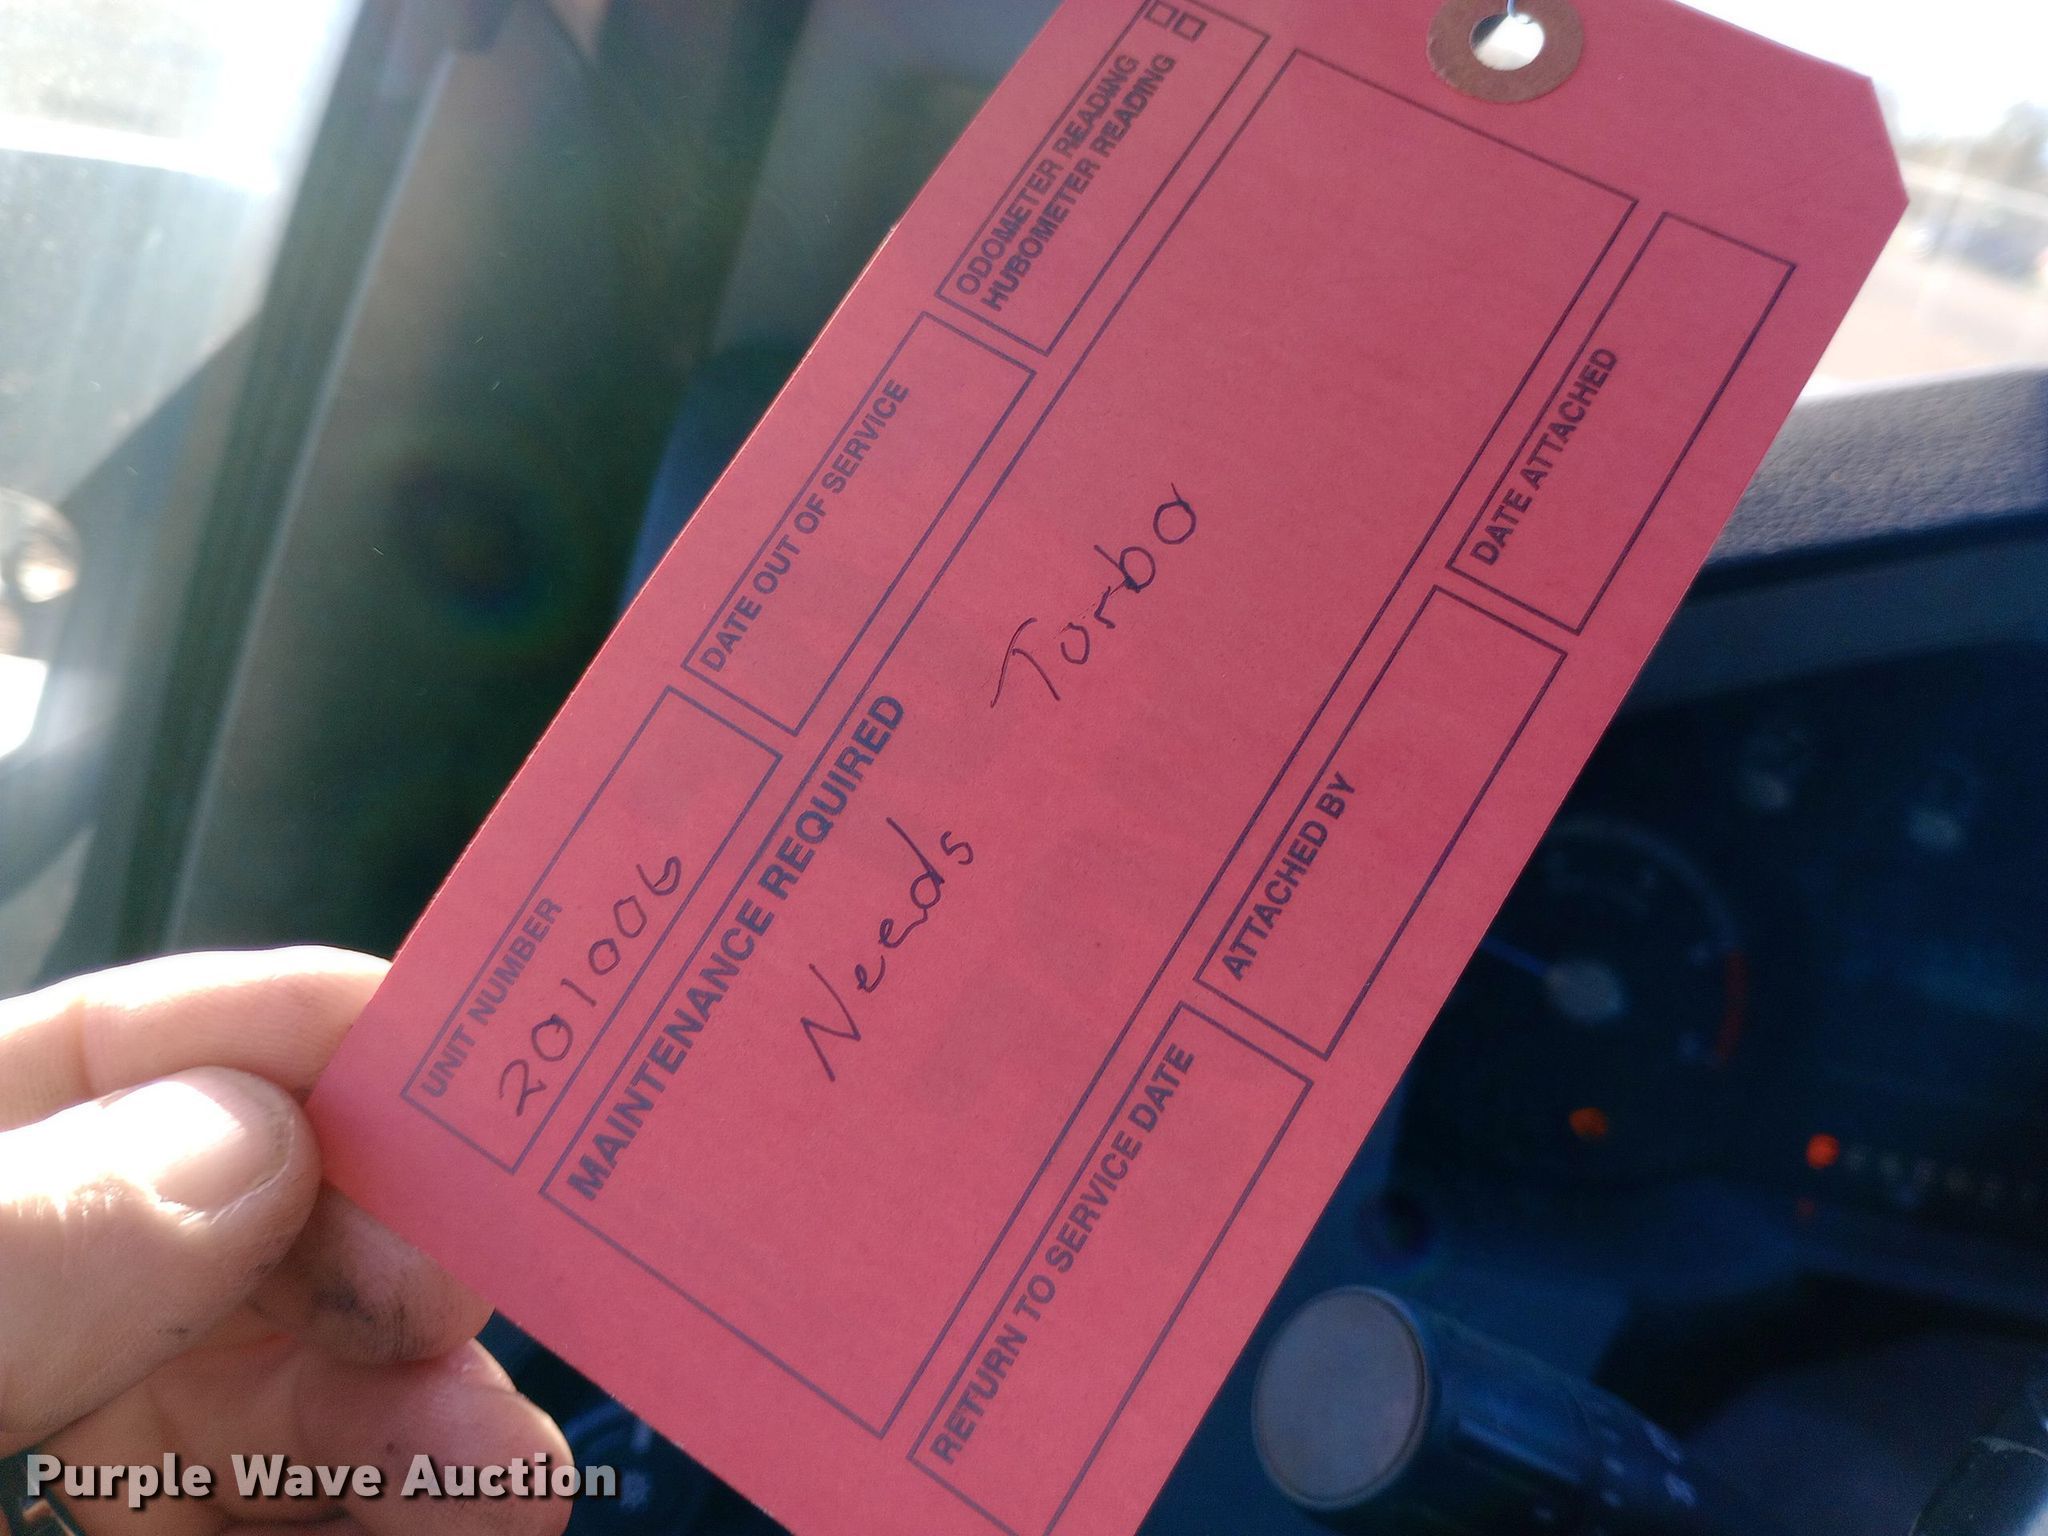 UNIT NUMBER
201006
DATE OUT OF SERVICE
ODOMETER READING
HUBOMETER READING
MAINTENANCE REQUIRED
Needs Turbo
RETURN TO SERVICE DATE
ATTACHED BY
DATE ATTACHED
Purple Wave Auction